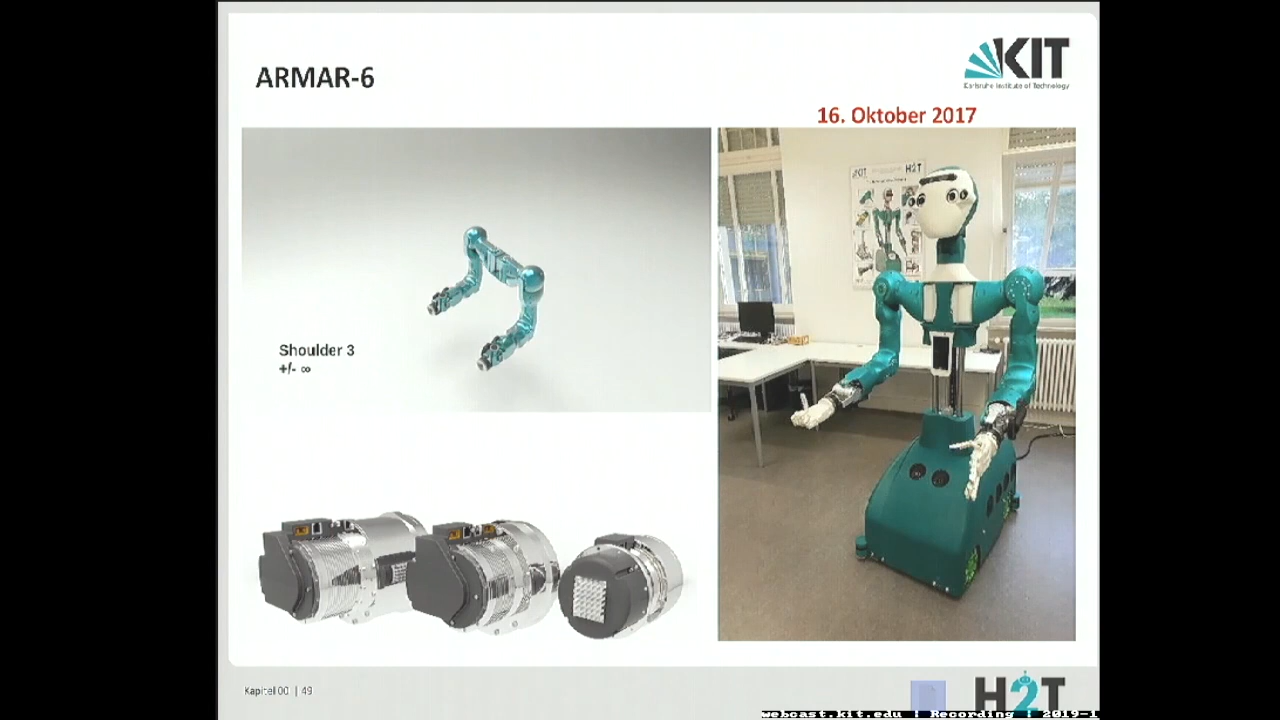 ARMAR-6
KIT
Karlsruhe Institute of Technology
16. Oktober 2017
H2T
Shoulder 3
+/- ∞
Kapitel 00 | 49
H2T
webcast.kit.edu | Recording | 2019-1